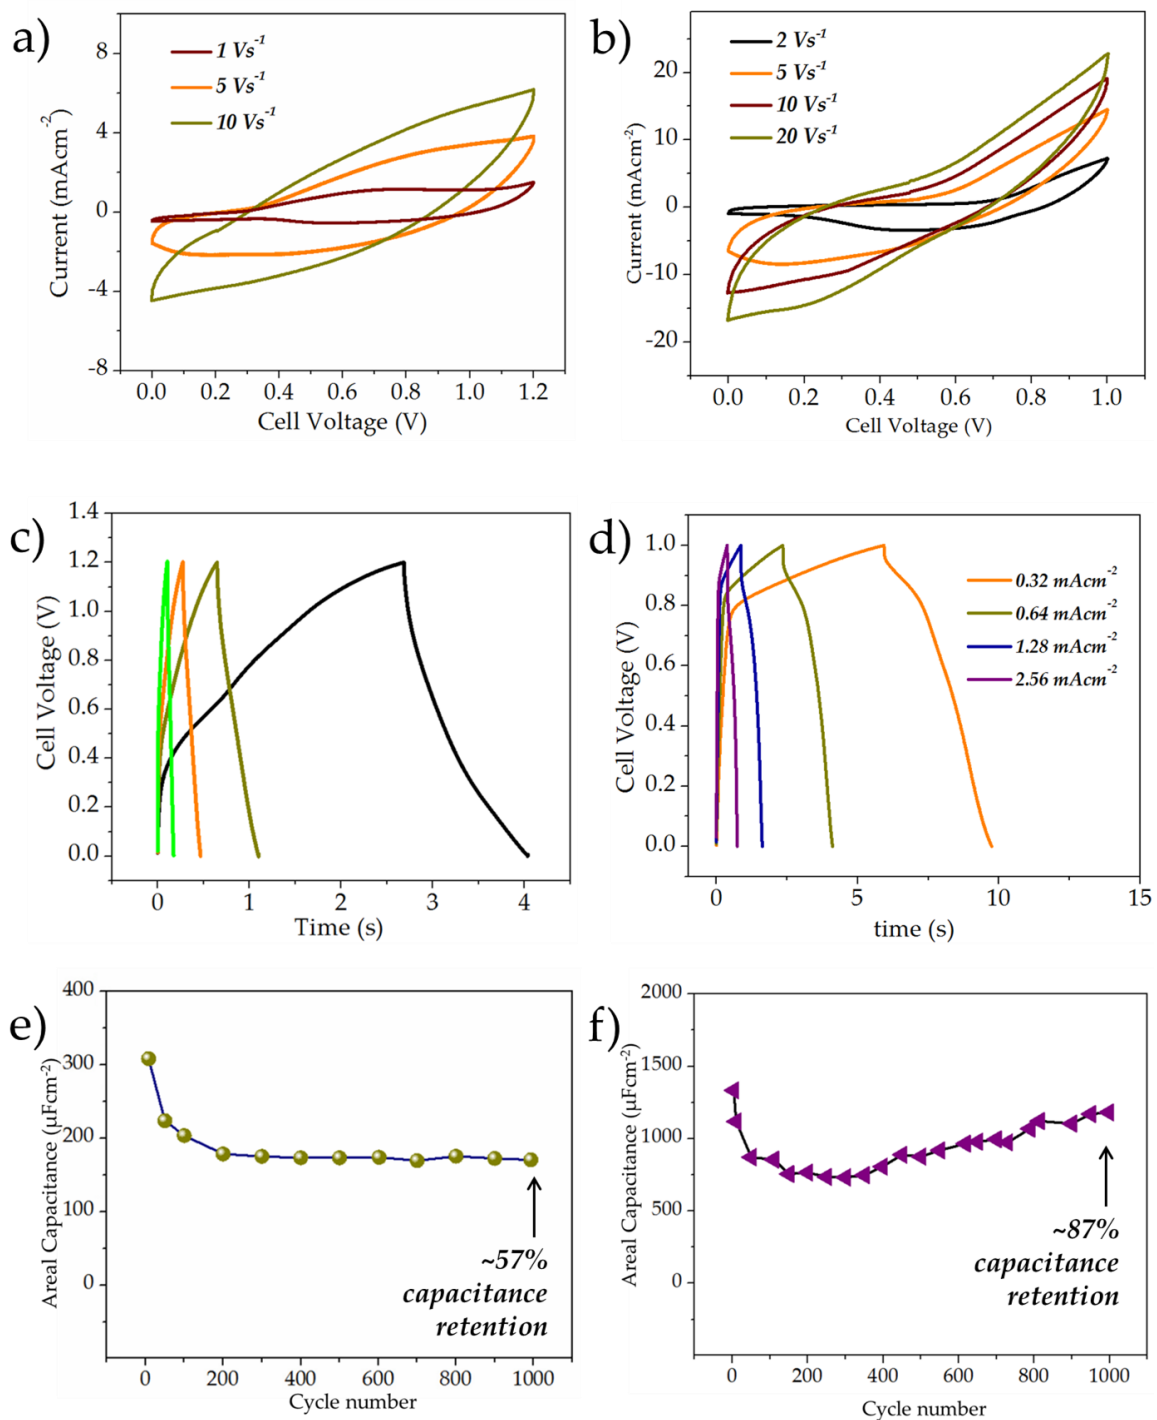 a)
1 Vs⁻¹
5 Vs⁻¹
10 Vs⁻¹
8
4
0
-4
-8
Current (mAcm⁻²)
0.0 0.2 0.4 0.6 0.8 1.0 1.2
Cell Voltage (V)
b)
2 Vs⁻¹
5 Vs⁻¹
10 Vs⁻¹
20 Vs⁻¹
20
10
0
-10
-20
Current (mAcm⁻²)
0.0 0.2 0.4 0.6 0.8 1.0
Cell Voltage (V)
c)
1.4
1.2
1.0
0.8
0.6
0.4
0.2
0.0
Cell Voltage (V)
0 1 2 3 4
Time (s)
d)
0.32 mAcm⁻²
0.64 mAcm⁻²
1.28 mAcm⁻²
2.56 mAcm⁻²
1.0
0.8
0.6
0.4
0.2
0.0
Cell Voltage (V)
0 5 10 15
time (s)
e)
400
300
200
100
0
Areal Capacitance (µFcm⁻²)
~57%
capacitance
retention
0 200 400 600 800 1000
Cycle number
f)
2000
1500
1000
500
0
Areal Capacitance (µFcm⁻²)
~87%
capacitance
retention
0 200 400 600 800 1000
Cycle number